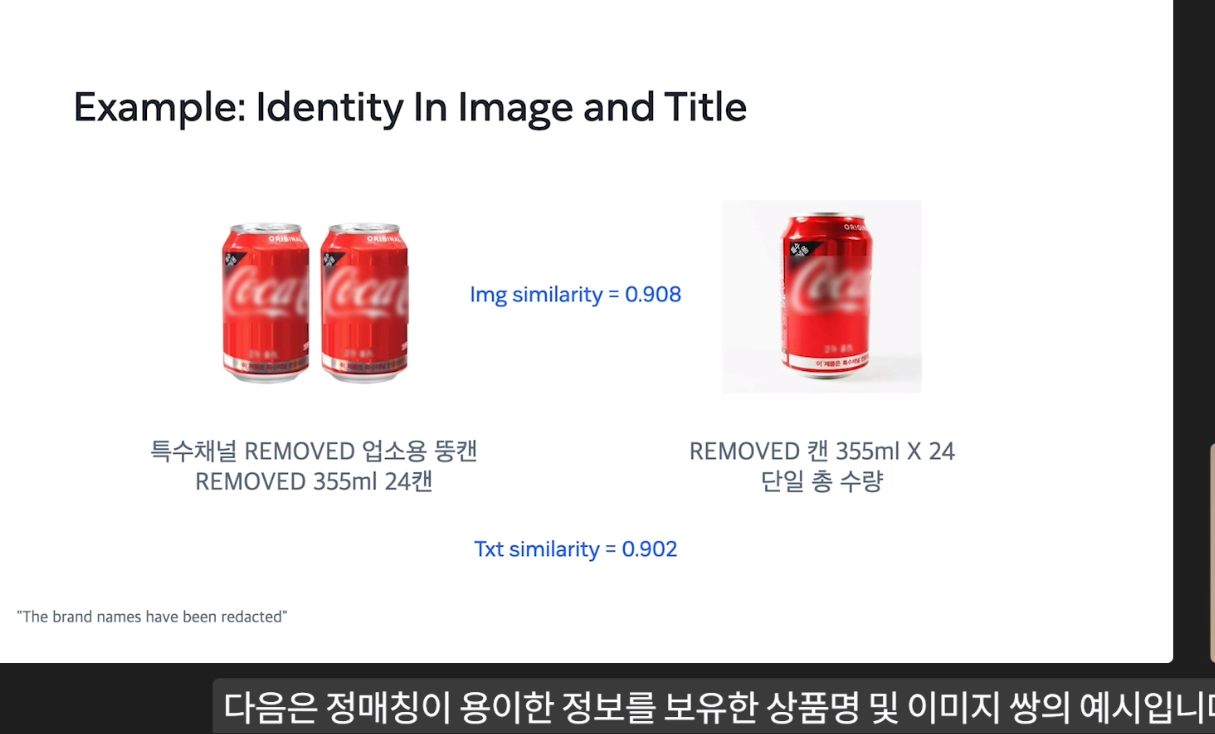 Example: Identity In Image and Title
ORIGINAL
ORIGINAL
Img similarity = 0.908
특수채널 REMOVED 업소용 뚱캔
REMOVED 355ml 24캔
REMOVED 캔 355ml X 24
단일 총 수량
Txt similarity = 0.902
"The brand names have been redacted"
다음은 정매칭이 용이한 정보를 보유한 상품명 및 이미지 쌍의 예시입니